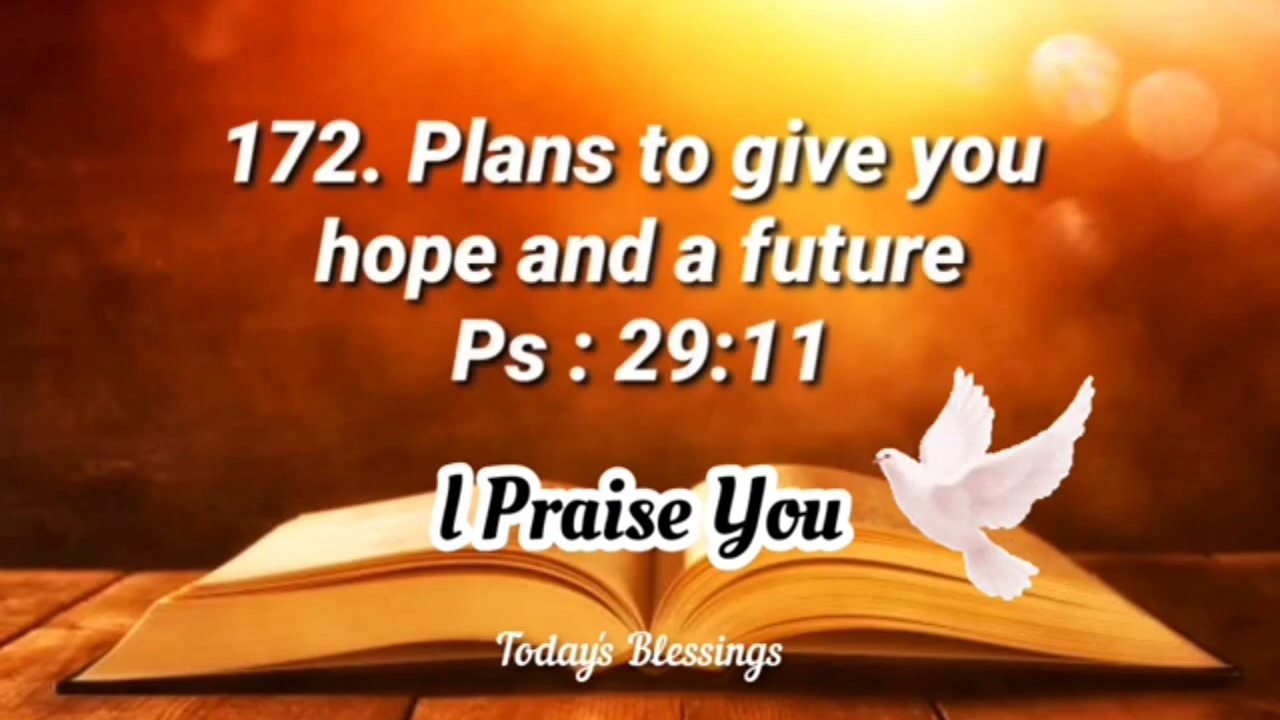 172. Plans to give you
hope and a future
Ps : 29:11
I Praise You
Today's Blessings